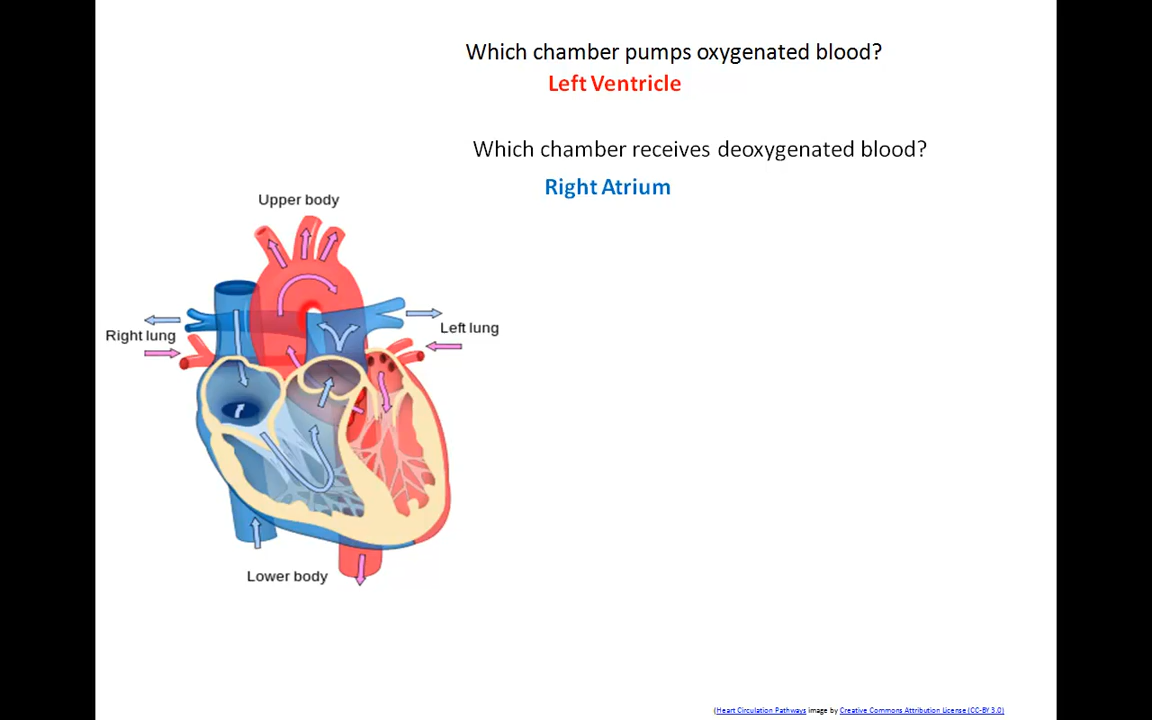 Which chamber pumps oxygenated blood?
Left Ventricle
Which chamber receives deoxygenated blood?
Right Atrium
Upper body
Right lung
Left lung
Lower body
(Heart Circulation Pathways image by Creative Commons Attribution License (CC-BY 3.0)